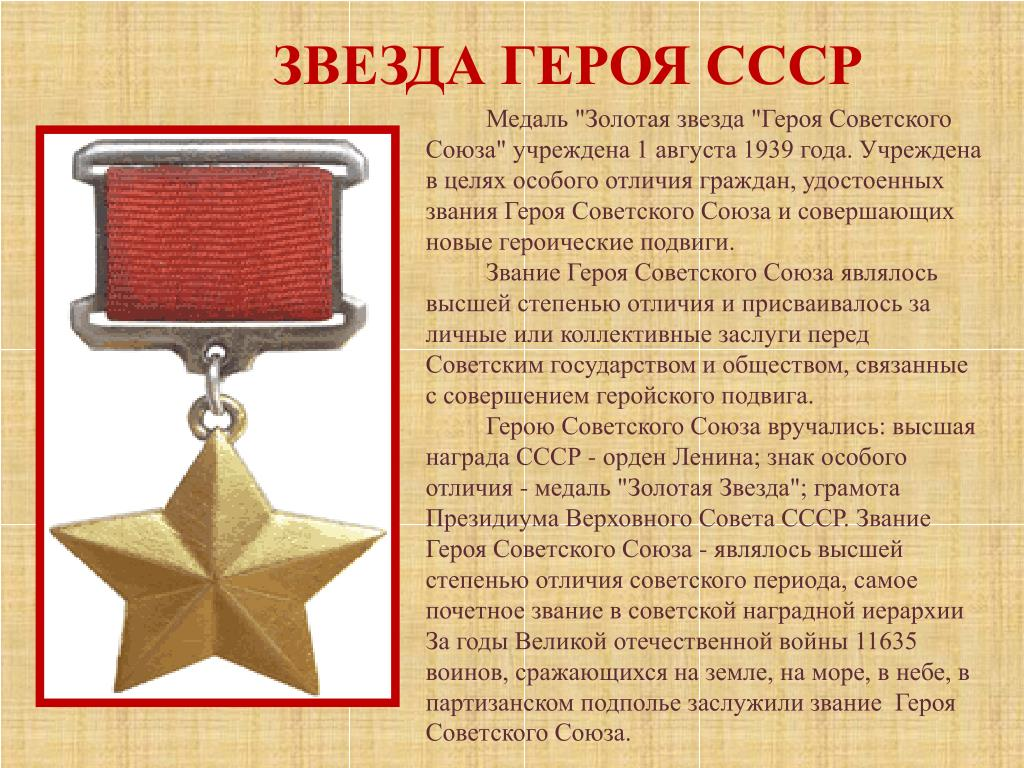 ЗВЕЗДА ГЕРОЯ СССР
Медаль "Золотая звезда "Героя Советского
Союза" учреждена 1 августа 1939 года. Учреждена
в целях особого отличия граждан, удостоенных
звания Героя Советского Союза и совершающих
новые героические подвиги.
Звание Героя Советского Союза являлось
высшей степенью отличия и присваивалось за
личные или коллективные заслуги перед
Советским государством и обществом, связанные
с совершением геройского подвига.
Герою Советского Союза вручались: высшая
награда СССР - орден Ленина; знак особого
отличия - медаль "Золотая Звезда"; грамота
Президиума Верховного Совета СССР. Звание
Героя Советского Союза - являлось высшей
степенью отличия советского периода, самое
почетное звание в советской наградной иерархии
За годы Великой отечественной войны 11635
воинов, сражающихся на земле, на море, в небе, в
партизанском подполье заслужили звание  Героя
Советского Союза.